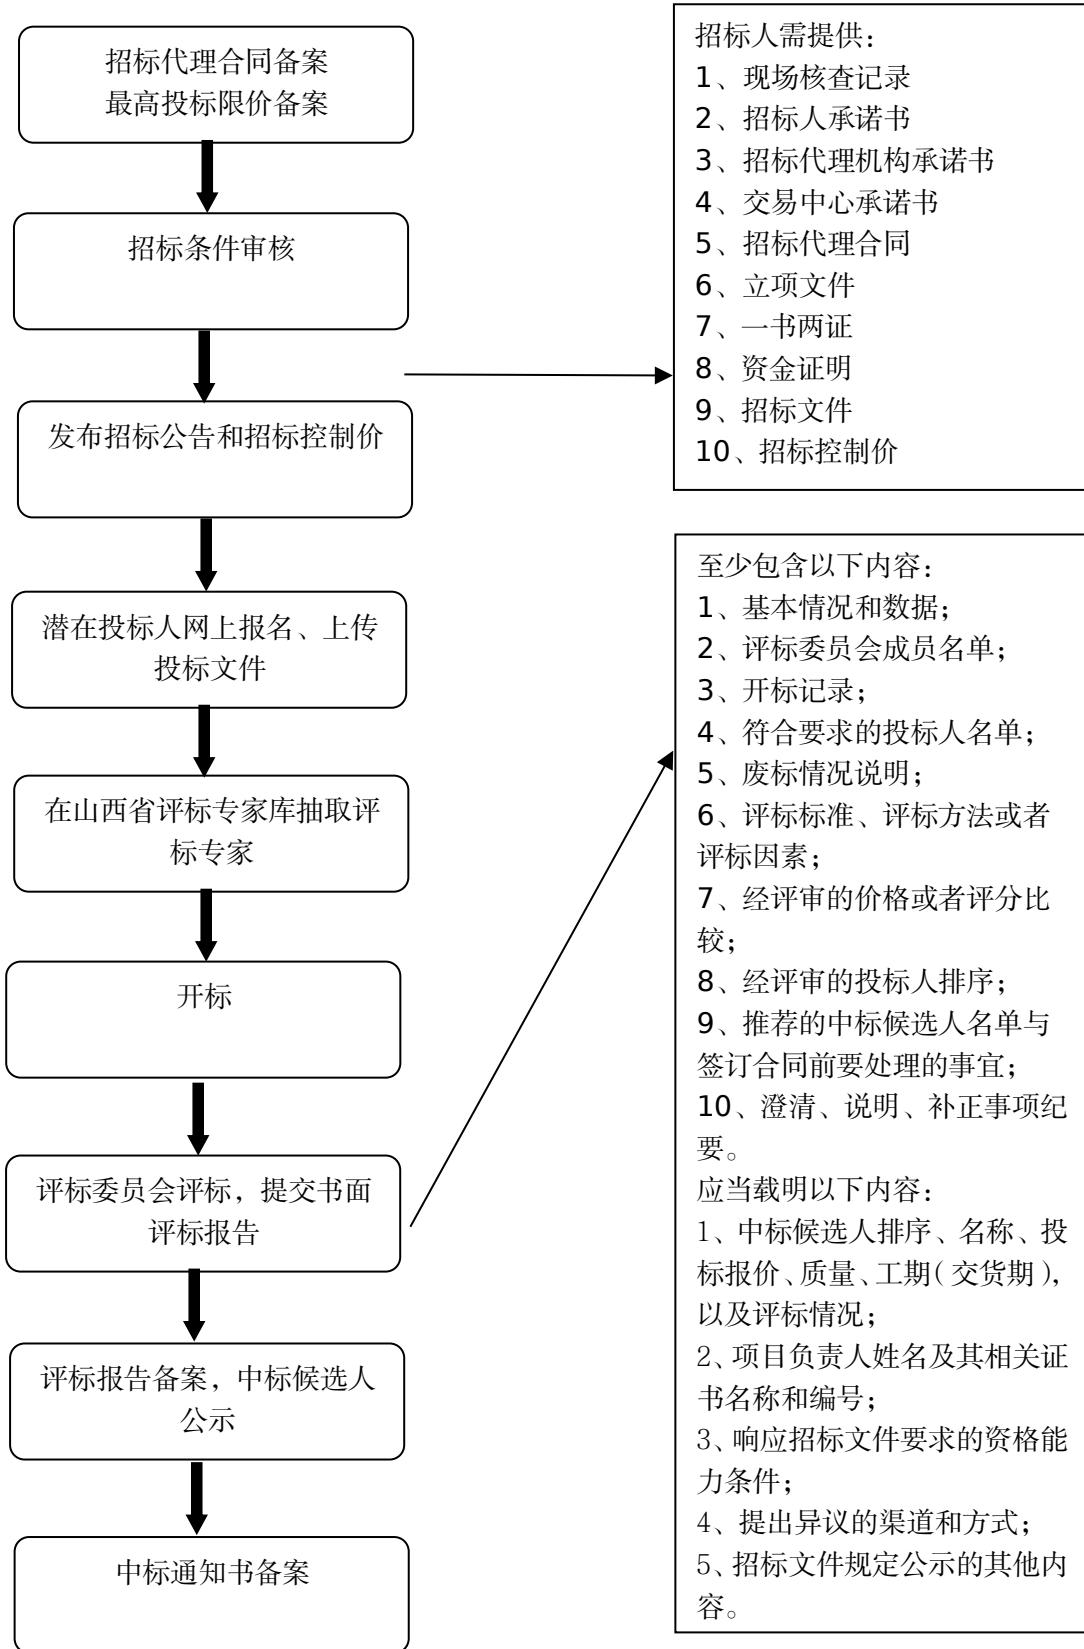 招标代理合同备案
最高投标限价备案
招标条件审核
发布招标公告和招标控制价
潜在投标人网上报名、上传
投标文件
在山西省评标专家库抽取评
标专家
开标
评标委员会评标，提交书面
评标报告
评标报告备案，中标候选人
公示
中标通知书备案
招标人需提供：
1、现场核查记录
2、招标人承诺书
3、招标代理机构承诺书
4、交易中心承诺书
5、招标代理合同
6、立项文件
7、一书两证
8、资金证明
9、招标文件
10、招标控制价
至少包含以下内容：
1、基本情况和数据；
2、评标委员会成员名单；
3、开标记录；
4、符合要求的投标人名单；
5、废标情况说明；
6、评标标准、评标方法或者
评标因素；
7、经评审的价格或者评分比
较；
8、经评审的投标人排序；
9、推荐的中标候选人名单与
签订合同前要处理的事宜；
10、澄清、说明、补正事项纪
要。
应当载明以下内容：
1、中标候选人排序、名称、投
标报价、质量、工期（交货期），
以及评标情况；
2、项目负责人姓名及其相关证
书名称和编号；
3、响应招标文件要求的资格能
力条件；
4、提出异议的渠道和方式；
5、招标文件规定公示的其他内
容。